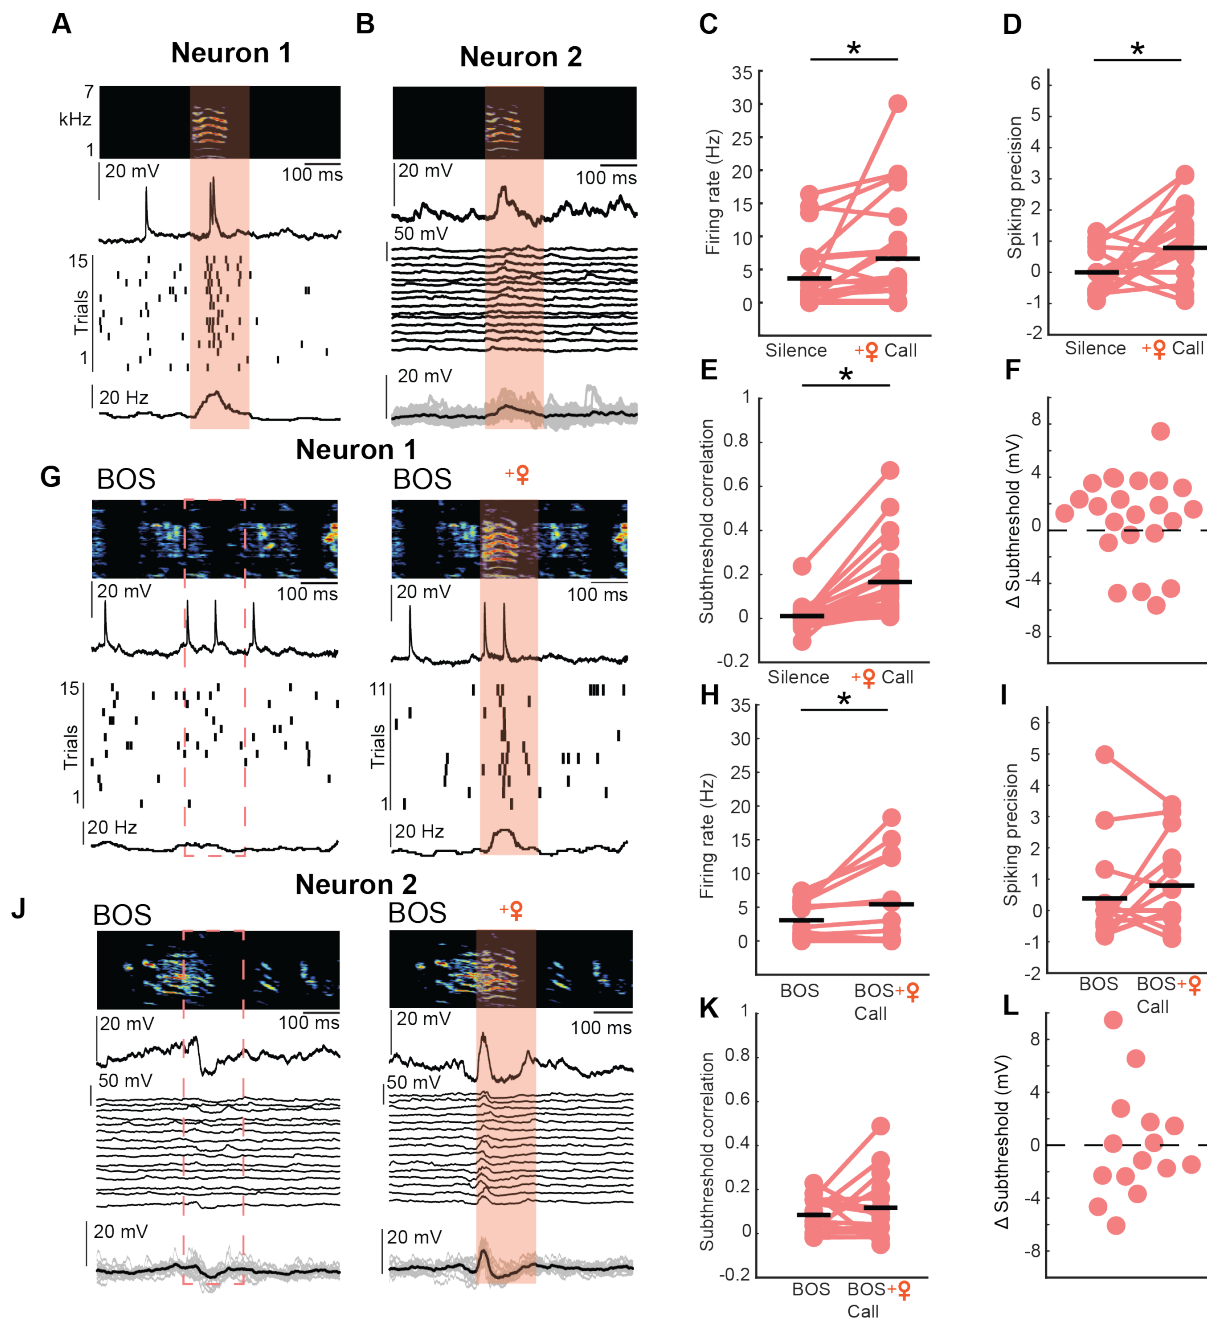 A
Neuron 1
7
kHz
1
20 mV
100 ms
15
Trials
1
20 Hz
B
Neuron 2
20 mV
100 ms
50 mV
20 mV
C
*
35
30
25
20
15
10
5
0
Firing rate (Hz)
Silence
+♀ Call
D
*
6
5
4
3
2
1
0
-1
-2
Spiking precision
Silence
+♀ Call
E
*
1
0.8
0.6
0.4
0.2
0
-0.2
Subthreshold correlation
Silence
+♀ Call
F
8
4
0
-4
-8
Δ Subthreshold (mV)
Neuron 1
G
BOS
20 mV
100 ms
15
Trials
1
20 Hz
BOS
+♀
20 mV
100 ms
11
Trials
1
20 Hz
H
*
35
30
25
20
15
10
5
0
Firing rate (Hz)
BOS
BOS+♀
Call
I
6
5
4
3
2
1
0
-1
-2
Spiking precision
BOS
BOS+♀
Call
Neuron 2
J
BOS
20 mV
100 ms
50 mV
20 mV
BOS
+♀
20 mV
100 ms
50 mV
20 mV
K
1
0.8
0.6
0.4
0.2
0
-0.2
Subthreshold correlation
BOS
BOS+♀
Call
L
8
4
0
-4
-8
Δ Subthreshold (mV)